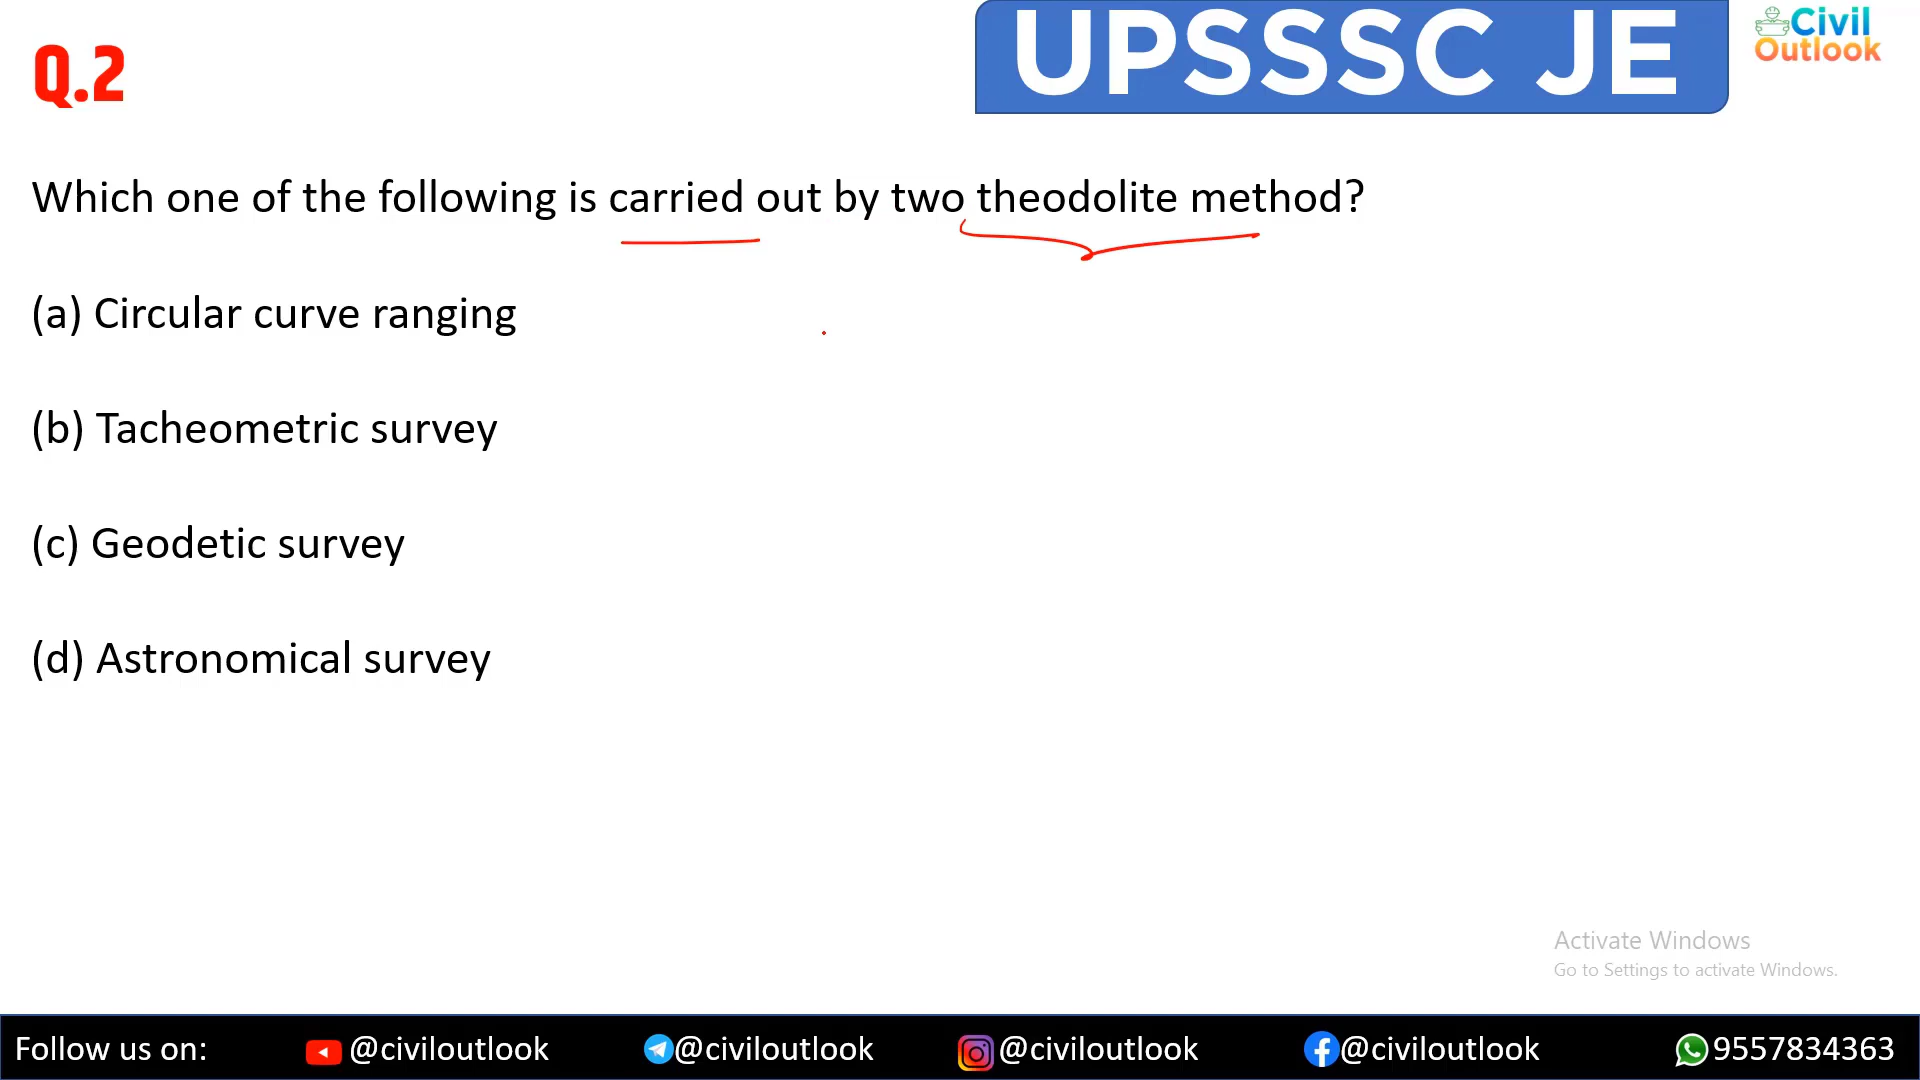 Q.2
UPSSSC JE
Civil
Outlook
Which one of the following is carried out by two theodolite method?
(a) Circular curve ranging
(b) Tacheometric survey
(c) Geodetic survey
(d) Astronomical survey
Activate Windows
Go to Settings to activate Windows.
Follow us on: @civiloutlook @civiloutlook @civiloutlook @civiloutlook 9557834363